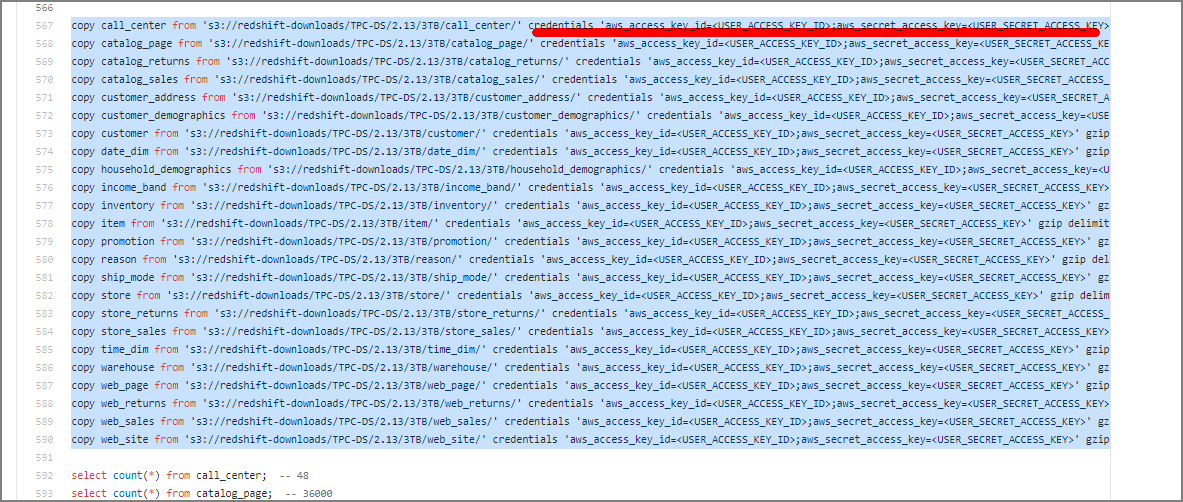 566
567 copy call_center from 's3://redshift-downloads/TPC-DS/2.13/3TB/call_center/' credentials 'aws_access_key_id=<USER_ACCESS_KEY_ID>;aws_secret_access_key=<USER_SECRET_ACCESS_KEY>
568 copy catalog_page from 's3://redshift-downloads/TPC-DS/2.13/3TB/catalog_page/' credentials 'aws_access_key_id=<USER_ACCESS_KEY_ID>;aws_secret_access_key=<USER_SECRET_ACCESS_KE
569 copy catalog_returns from 's3://redshift-downloads/TPC-DS/2.13/3TB/catalog_returns/' credentials 'aws_access_key_id=<USER_ACCESS_KEY_ID>;aws_secret_access_key=<USER_SECRET_ACC
570 copy catalog_sales from 's3://redshift-downloads/TPC-DS/2.13/3TB/catalog_sales/' credentials 'aws_access_key_id=<USER_ACCESS_KEY_ID>;aws_secret_access_key=<USER_SECRET_ACCESS_
571 copy customer_address from 's3://redshift-downloads/TPC-DS/2.13/3TB/customer_address/' credentials 'aws_access_key_id=<USER_ACCESS_KEY_ID>;aws_secret_access_key=<USER_SECRET_A
572 copy customer_demographics from 's3://redshift-downloads/TPC-DS/2.13/3TB/customer_demographics/' credentials 'aws_access_key_id=<USER_ACCESS_KEY_ID>;aws_secret_access_key=<USE
573 copy customer from 's3://redshift-downloads/TPC-DS/2.13/3TB/customer/' credentials 'aws_access_key_id=<USER_ACCESS_KEY_ID>;aws_secret_access_key=<USER_SECRET_ACCESS_KEY>' gzip
574 copy date_dim from 's3://redshift-downloads/TPC-DS/2.13/3TB/date_dim/' credentials 'aws_access_key_id=<USER_ACCESS_KEY_ID>;aws_secret_access_key=<USER_SECRET_ACCESS_KEY>' gzip
575 copy household_demographics from 's3://redshift-downloads/TPC-DS/2.13/3TB/household_demographics/' credentials 'aws_access_key_id=<USER_ACCESS_KEY_ID>;aws_secret_access_key=<U
576 copy income_band from 's3://redshift-downloads/TPC-DS/2.13/3TB/income_band/' credentials 'aws_access_key_id=<USER_ACCESS_KEY_ID>;aws_secret_access_key=<USER_SECRET_ACCESS_KEY>
577 copy inventory from 's3://redshift-downloads/TPC-DS/2.13/3TB/inventory/' credentials 'aws_access_key_id=<USER_ACCESS_KEY_ID>;aws_secret_access_key=<USER_SECRET_ACCESS_KEY>' gz
578 copy item from 's3://redshift-downloads/TPC-DS/2.13/3TB/item/' credentials 'aws_access_key_id=<USER_ACCESS_KEY_ID>;aws_secret_access_key=<USER_SECRET_ACCESS_KEY>' gzip delimit
579 copy promotion from 's3://redshift-downloads/TPC-DS/2.13/3TB/promotion/' credentials 'aws_access_key_id=<USER_ACCESS_KEY_ID>;aws_secret_access_key=<USER_SECRET_ACCESS_KEY>' gz
580 copy reason from 's3://redshift-downloads/TPC-DS/2.13/3TB/reason/' credentials 'aws_access_key_id=<USER_ACCESS_KEY_ID>;aws_secret_access_key=<USER_SECRET_ACCESS_KEY>' gzip del
581 copy ship_mode from 's3://redshift-downloads/TPC-DS/2.13/3TB/ship_mode/' credentials 'aws_access_key_id=<USER_ACCESS_KEY_ID>;aws_secret_access_key=<USER_SECRET_ACCESS_KEY>' gz
582 copy store from 's3://redshift-downloads/TPC-DS/2.13/3TB/store/' credentials 'aws_access_key_id=<USER_ACCESS_KEY_ID>;aws_secret_access_key=<USER_SECRET_ACCESS_KEY>' gzip delim
583 copy store_returns from 's3://redshift-downloads/TPC-DS/2.13/3TB/store_returns/' credentials 'aws_access_key_id=<USER_ACCESS_KEY_ID>;aws_secret_access_key=<USER_SECRET_ACCESS_
584 copy store_sales from 's3://redshift-downloads/TPC-DS/2.13/3TB/store_sales/' credentials 'aws_access_key_id=<USER_ACCESS_KEY_ID>;aws_secret_access_key=<USER_SECRET_ACCESS_KEY>
585 copy time_dim from 's3://redshift-downloads/TPC-DS/2.13/3TB/time_dim/' credentials 'aws_access_key_id=<USER_ACCESS_KEY_ID>;aws_secret_access_key=<USER_SECRET_ACCESS_KEY>' gzip
586 copy warehouse from 's3://redshift-downloads/TPC-DS/2.13/3TB/warehouse/' credentials 'aws_access_key_id=<USER_ACCESS_KEY_ID>;aws_secret_access_key=<USER_SECRET_ACCESS_KEY>' gz
587 copy web_page from 's3://redshift-downloads/TPC-DS/2.13/3TB/web_page/' credentials 'aws_access_key_id=<USER_ACCESS_KEY_ID>;aws_secret_access_key=<USER_SECRET_ACCESS_KEY>' gzip
588 copy web_returns from 's3://redshift-downloads/TPC-DS/2.13/3TB/web_returns/' credentials 'aws_access_key_id=<USER_ACCESS_KEY_ID>;aws_secret_access_key=<USER_SECRET_ACCESS_KEY>
589 copy web_sales from 's3://redshift-downloads/TPC-DS/2.13/3TB/web_sales/' credentials 'aws_access_key_id=<USER_ACCESS_KEY_ID>;aws_secret_access_key=<USER_SECRET_ACCESS_KEY>' gz
590 copy web_site from 's3://redshift-downloads/TPC-DS/2.13/3TB/web_site/' credentials 'aws_access_key_id=<USER_ACCESS_KEY_ID>;aws_secret_access_key=<USER_SECRET_ACCESS_KEY>' gzip
591
592 select count(*) from call_center; -- 48
593 select count(*) from catalog_page; -- 36000